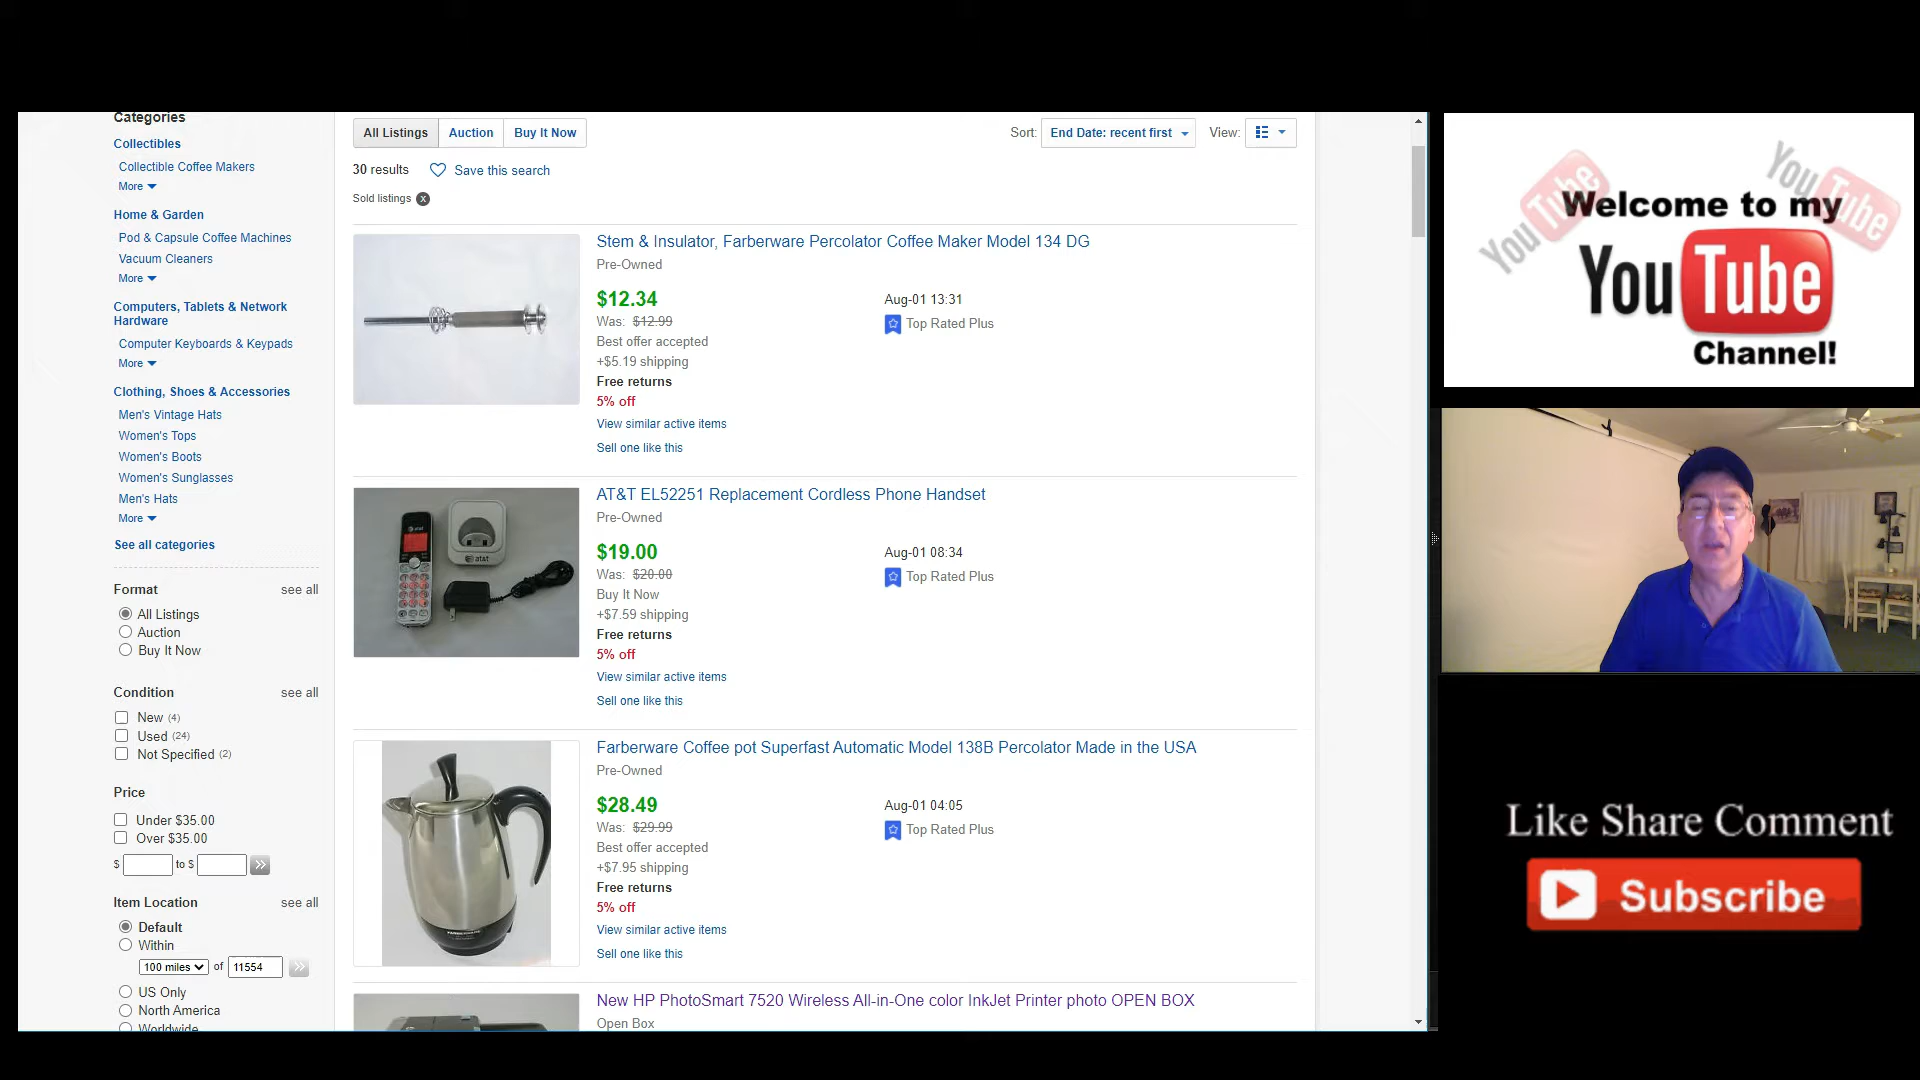 Categories
Collectibles
Collectible Coffee Makers
More
Home & Garden
Pod & Capsule Coffee Machines
Vacuum Cleaners
More
Computers, Tablets & Network
Hardware
Computer Keyboards & Keypads
More
Clothing, Shoes & Accessories
Men's Vintage Hats
Women's Tops
Women's Boots
Women's Sunglasses
Men's Hats
More
See all categories
Format see all
All Listings
Auction
Buy It Now
Condition see all
New (4)
Used (24)
Not Specified (2)
Price
Under $35.00
Over $35.00
$ to $
Item Location see all
Default
Within
100 miles of 11554
US Only
North America
Worldwide
All Listings Auction Buy It Now
Sort: End Date: recent first View:
30 results Save this search
Sold listings x
Stem & Insulator, Farberware Percolator Coffee Maker Model 134 DG
Pre-Owned
$12.34 Aug-01 13:31
Was: $12.99 Top Rated Plus
Best offer accepted
+$5.19 shipping
Free returns
5% off
View similar active items
Sell one like this
AT&T EL52251 Replacement Cordless Phone Handset
Pre-Owned
$19.00 Aug-01 08:34
Was: $20.00 Top Rated Plus
Buy It Now
+$7.59 shipping
Free returns
5% off
View similar active items
Sell one like this
at&t
Farberware Coffee pot Superfast Automatic Model 138B Percolator Made in the USA
Pre-Owned
$28.49 Aug-01 04:05
Was: $29.99 Top Rated Plus
Best offer accepted
+$7.95 shipping
Free returns
5% off
View similar active items
Sell one like this
New HP PhotoSmart 7520 Wireless All-in-One color InkJet Printer photo OPEN BOX
Open Box
YouTube
YouTube
Welcome to my
YouTube
Channel!
Like Share Comment
Subscribe